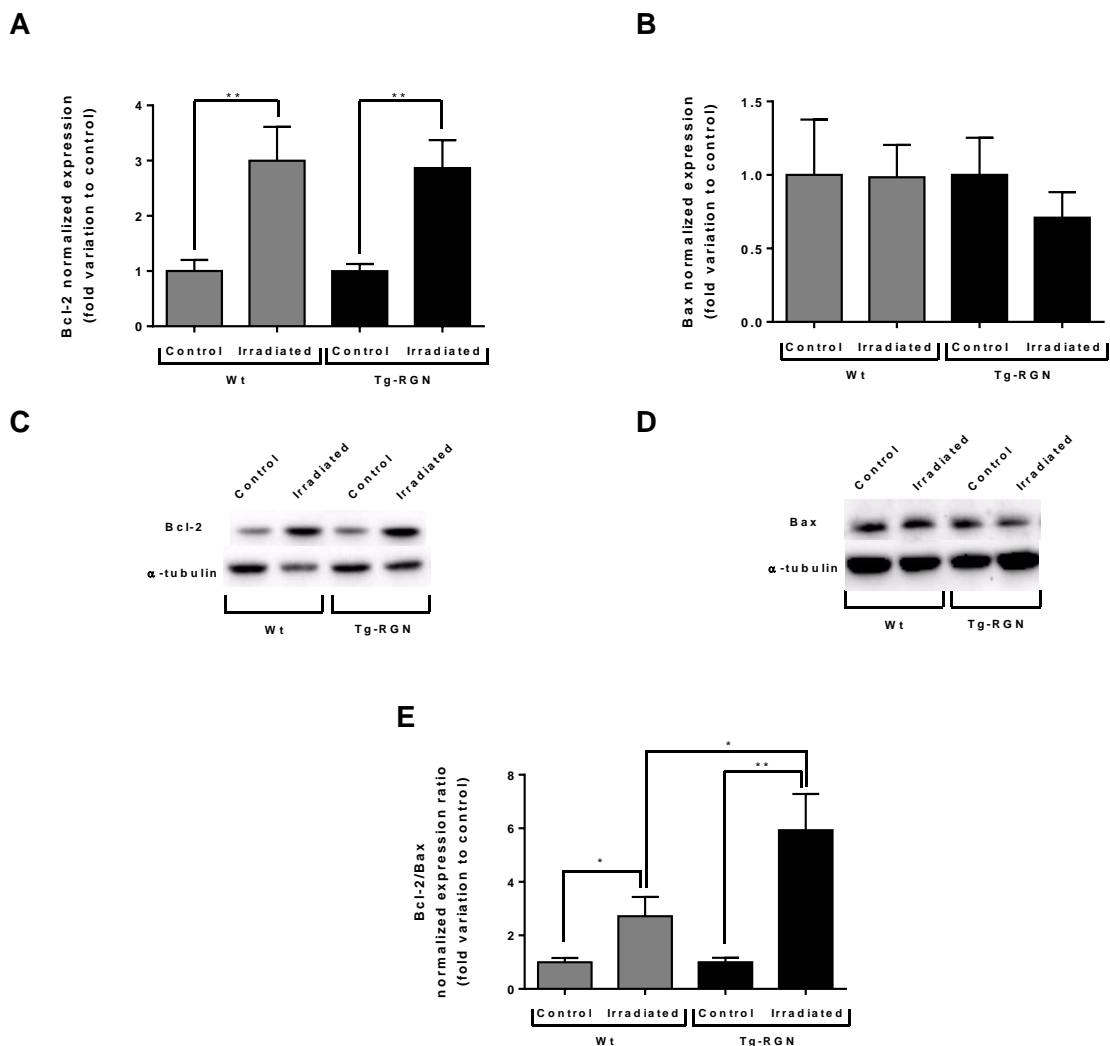 A
Bcl-2 normalized expression
(fold variation to control)
4
3
2
1
0
**
**
Control Irradiated Control Irradiated
Wt Tg-RGN
B
Bax normalized expression
(fold variation to control)
1.5
1.0
0.5
0.0
Control Irradiated Control Irradiated
Wt Tg-RGN
C
Control Irradiated Control Irradiated
Bcl-2
α-tubulin
Wt Tg-RGN
D
Control Irradiated Control Irradiated
Bax
α-tubulin
Wt Tg-RGN
E
Bcl-2/Bax
normalized expression ratio
(fold variation to control)
8
6
4
2
0
*
*
**
Control Irradiated Control Irradiated
Wt Tg-RGN